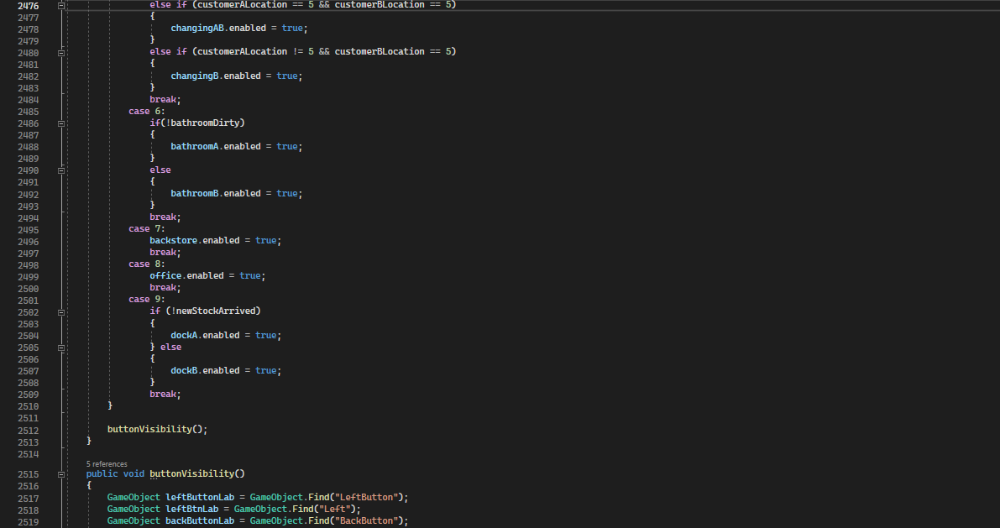 2476 else if (customerALocation == 5 && customerBLocation == 5)
2477 {
2478 changingAB.enabled = true;
2479 }
2480 else if (customerALocation != 5 && customerBLocation == 5)
2481 {
2482 changingB.enabled = true;
2483 }
2484 break;
2485 case 6:
2486 if(!bathroomDirty)
2487 {
2488 bathroomA.enabled = true;
2489 }
2490 else
2491 {
2492 bathroomB.enabled = true;
2493 }
2494 break;
2495 case 7:
2496 backstore.enabled = true;
2497 break;
2498 case 8:
2499 office.enabled = true;
2500 break;
2501 case 9:
2502 if (!newStockArrived)
2503 {
2504 dockA.enabled = true;
2505 } else
2506 {
2507 dockB.enabled = true;
2508 }
2509 break;
2510 }
2511
2512 buttonVisibility();
2513 }
2514
5 references
2515 public void buttonVisibility()
2516 {
2517 GameObject leftButtonLab = GameObject.Find("LeftButton");
2518 GameObject leftBtnLab = GameObject.Find("Left");
2519 GameObject backButtonLab = GameObject.Find("BackButton");